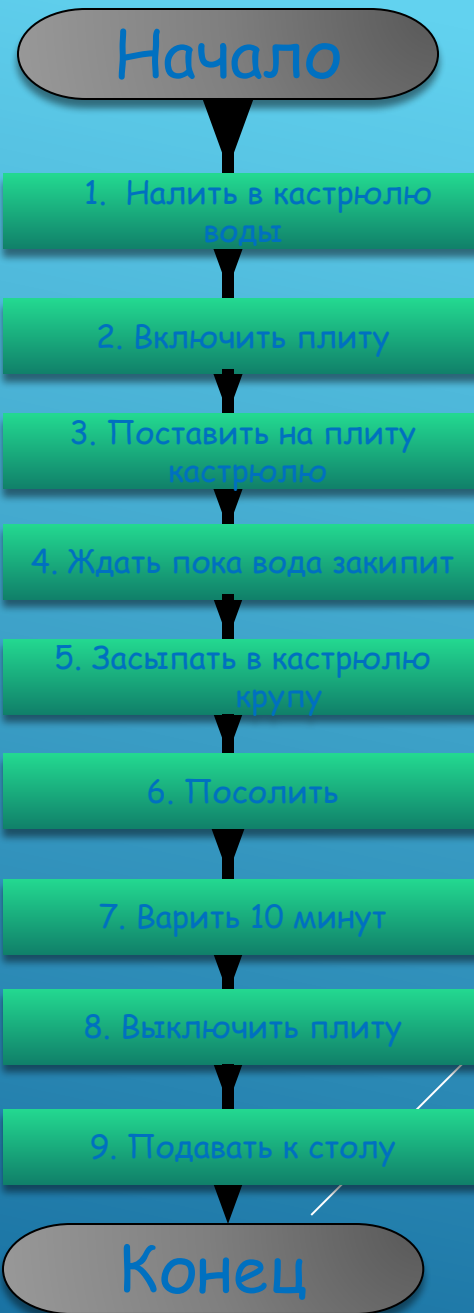 Начало
1. Налить в кастрюлю
воды
2. Включить плиту
3. Поставить на плиту
кастрюлю
4. Ждать пока вода закипит
5. Засыпать в кастрюлю
крупу
6. Посолить
7. Варить 10 минут
8. Выключить плиту
9. Подавать к столу
Конец